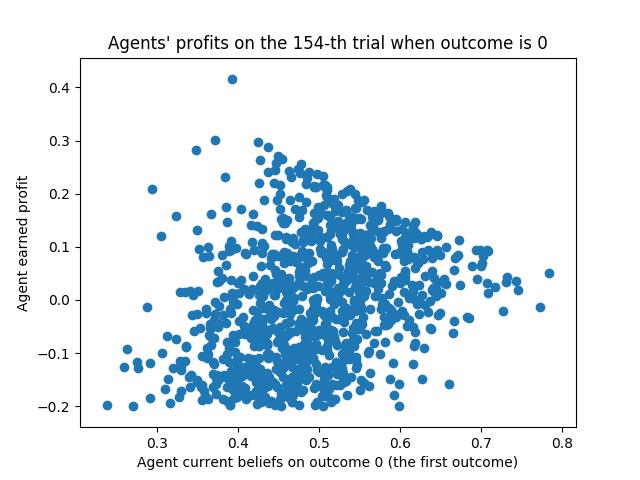 Agents' profits on the 154-th trial when outcome is 0
0.4
0.3
0.2
0.1
0.0
−0.1
−0.2
Agent earned profit
0.3 0.4 0.5 0.6 0.7 0.8
Agent current beliefs on outcome 0 (the first outcome)